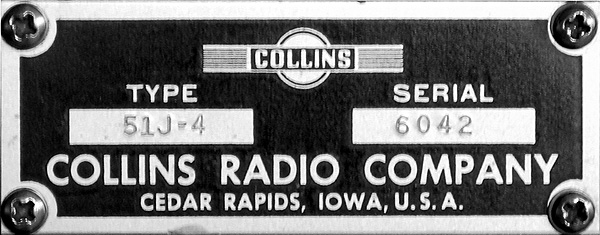 COLLINS
TYPE SERIAL
51J-4 6042
COLLINS RADIO COMPANY
CEDAR RAPIDS, IOWA, U.S.A.